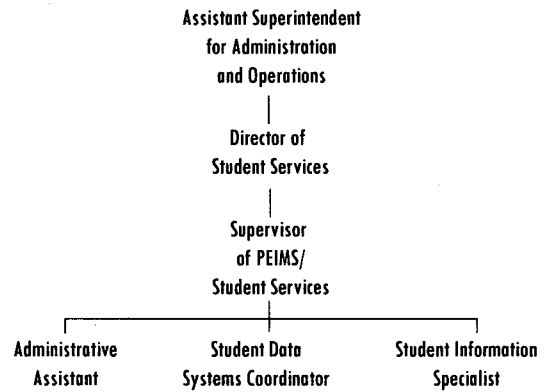 Assistant Superintendent
for Administration
and Operations
Director of
Student Services
Supervisor
of PEIMS/
Student Services
Administrative
Assistant
Student Data
Systems Coordinator
Student Information
Specialist